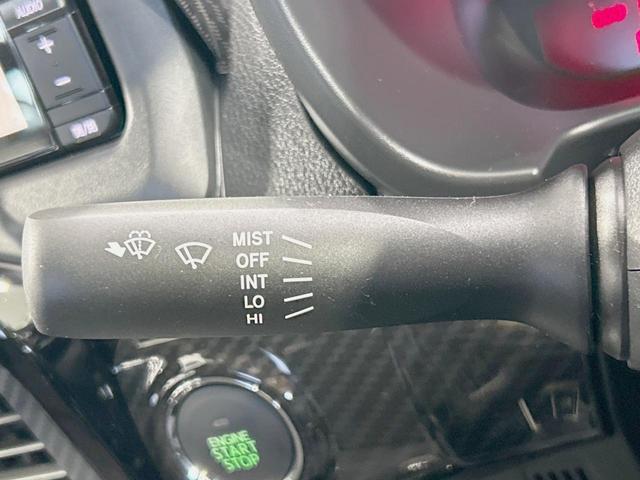 AUDIO
MIST
OFF
INT
LO
HI
ENGINE
START
STOP